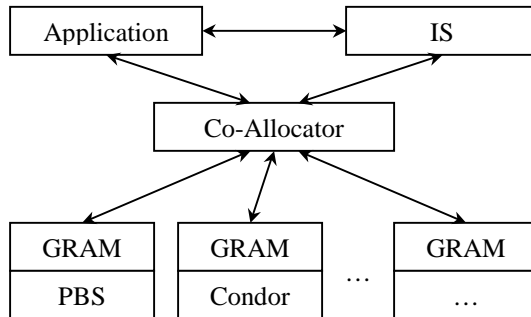 Application
IS
Co-Allocator
GRAM
GRAM
GRAM
PBS
Condor
…
…